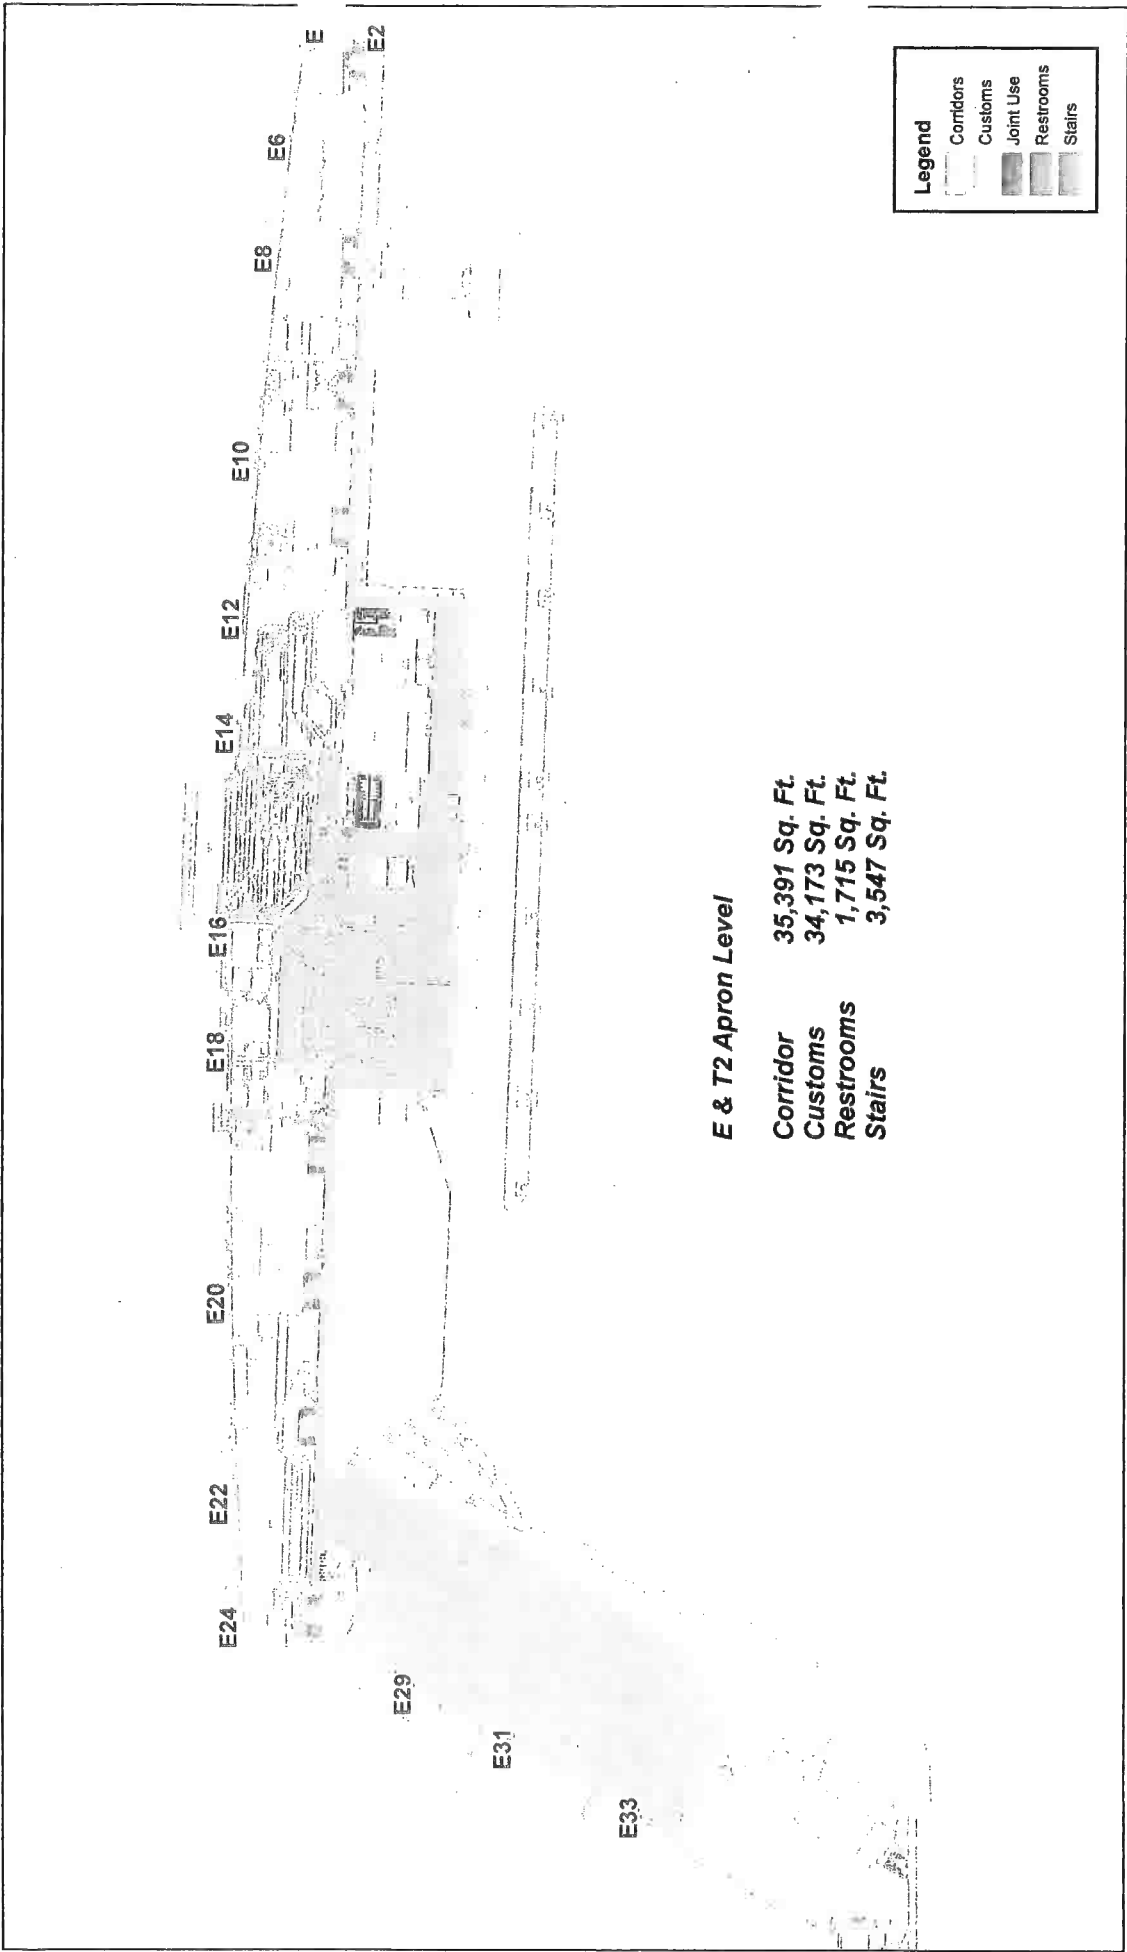 E24
E22
E20
E18
E16
E14
E12
E10
E8
E6
E
E2
E29
E31
E33
E & T2 Apron Level
Corridor 35,391 Sq. Ft.
Customs 34,173 Sq. Ft.
Restrooms 1,715 Sq. Ft.
Stairs 3,547 Sq. Ft.
Legend
Corridors
Customs
Joint Use
Restrooms
Stairs